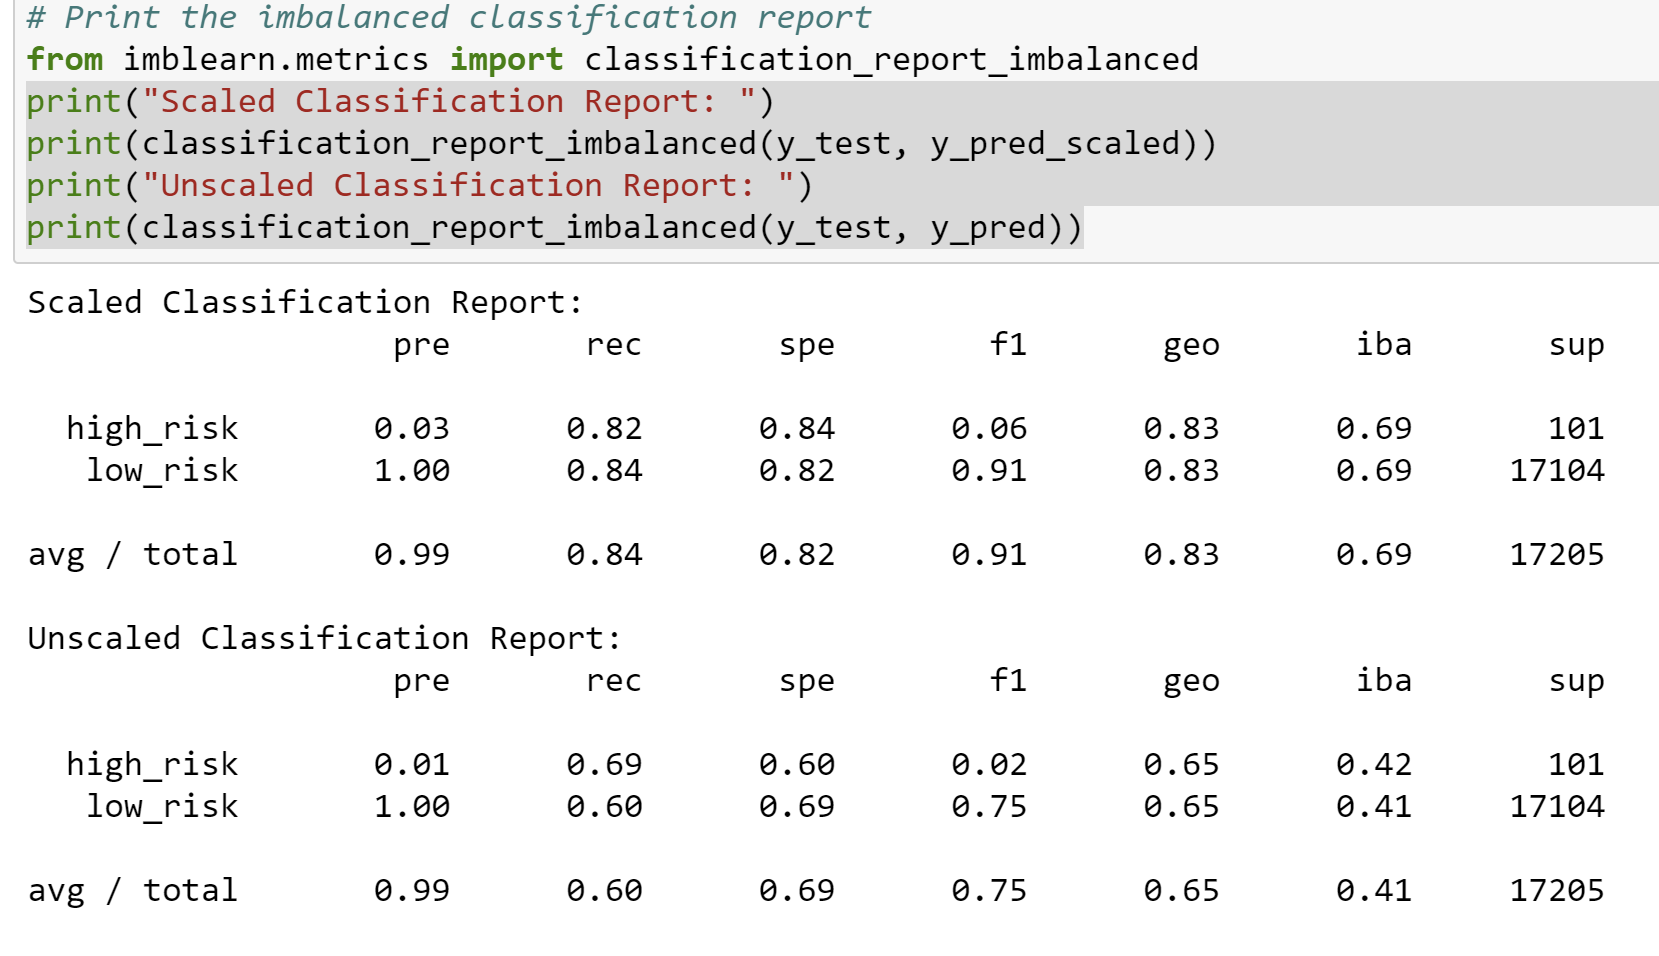 # Print the imbalanced classification report
from imblearn.metrics import classification_report_imbalanced
print("Scaled Classification Report: ")
print(classification_report_imbalanced(y_test, y_pred_scaled))
print("Unscaled Classification Report: ")
print(classification_report_imbalanced(y_test, y_pred))
Scaled Classification Report:
pre rec spe f1 geo iba sup
high_risk 0.03 0.82 0.84 0.06 0.83 0.69 101
low_risk 1.00 0.84 0.82 0.91 0.83 0.69 17104
avg / total 0.99 0.84 0.82 0.91 0.83 0.69 17205
Unscaled Classification Report:
pre rec spe f1 geo iba sup
high_risk 0.01 0.69 0.60 0.02 0.65 0.42 101
low_risk 1.00 0.60 0.69 0.75 0.65 0.41 17104
avg / total 0.99 0.60 0.69 0.75 0.65 0.41 17205